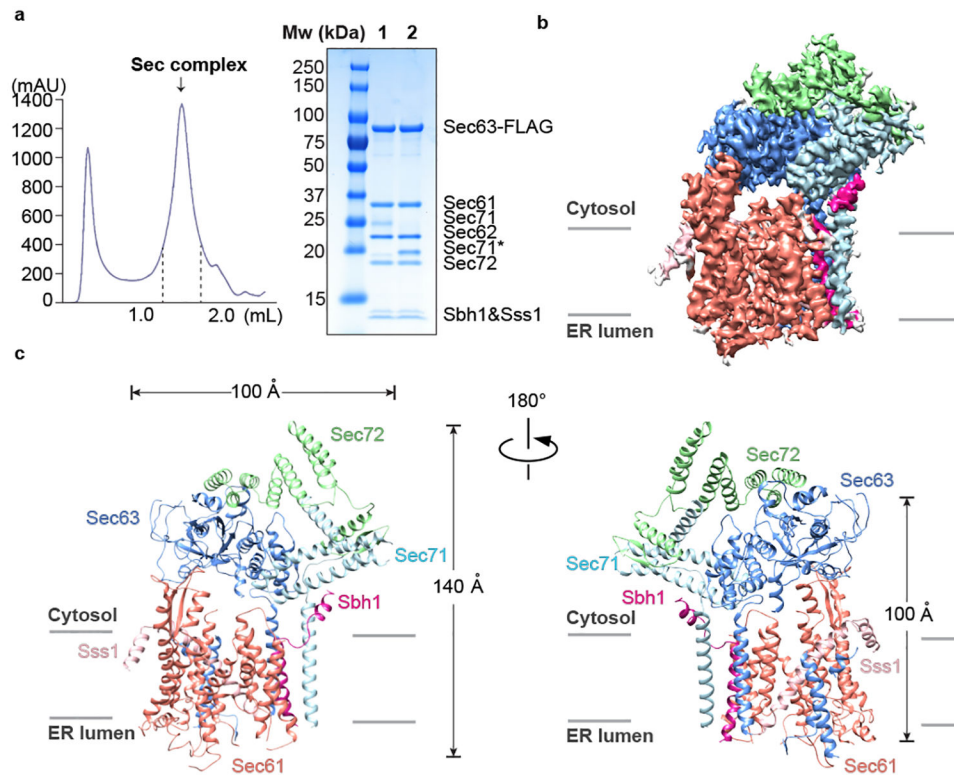 a
Sec complex
(mAU)
1400
1200
1000
800
600
400
200
0
1.0
2.0 (mL)
Mw (kDa) 1 2
250
150
100
75
50
37
25
20
15
Sec63-FLAG
Sec61
Sec71
Sec62
Sec71*
Sec72
Sbh1&Sss1
b
Cytosol
ER lumen
c
100 Å
180°
Sec72
Sec63
Sec71
Sbh1
Cytosol
Sss1
ER lumen
Sec61
140 Å
Sec72
Sec63
Sec71
Sbh1
Cytosol
Sss1
ER lumen
Sec61
100 Å